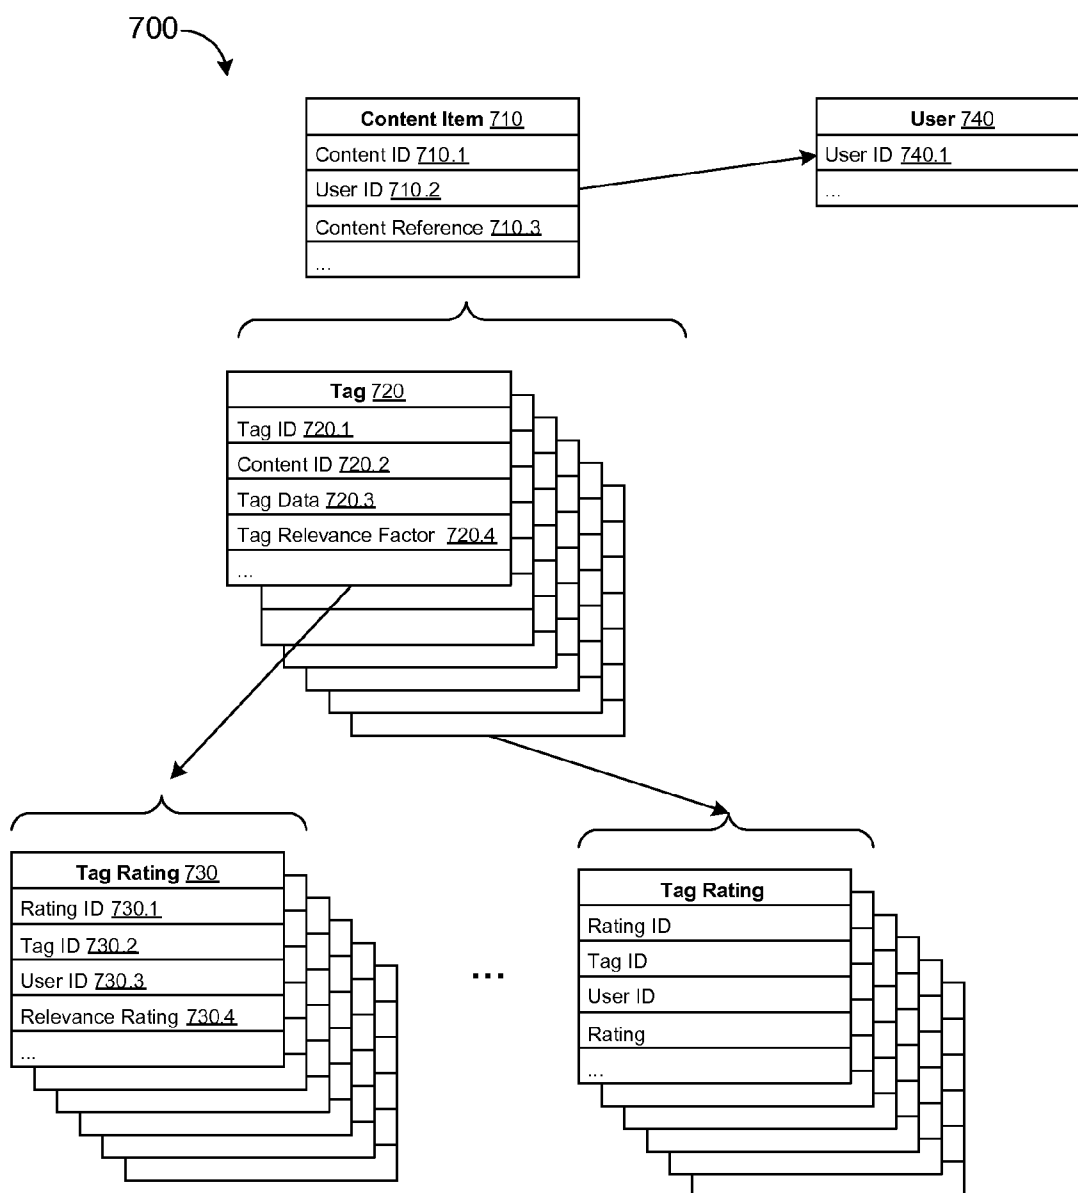 700
Content Item 710
Content ID 710.1
User ID 710.2
Content Reference 710.3
...
User 740
User ID 740.1
...
Tag 720
Tag ID 720.1
Content ID 720.2
Tag Data 720.3
Tag Relevance Factor 720.4
...
Tag Rating 730
Rating ID 730.1
Tag ID 730.2
User ID 730.3
Relevance Rating 730.4
...
...
Tag Rating
Rating ID
Tag ID
User ID
Rating
...